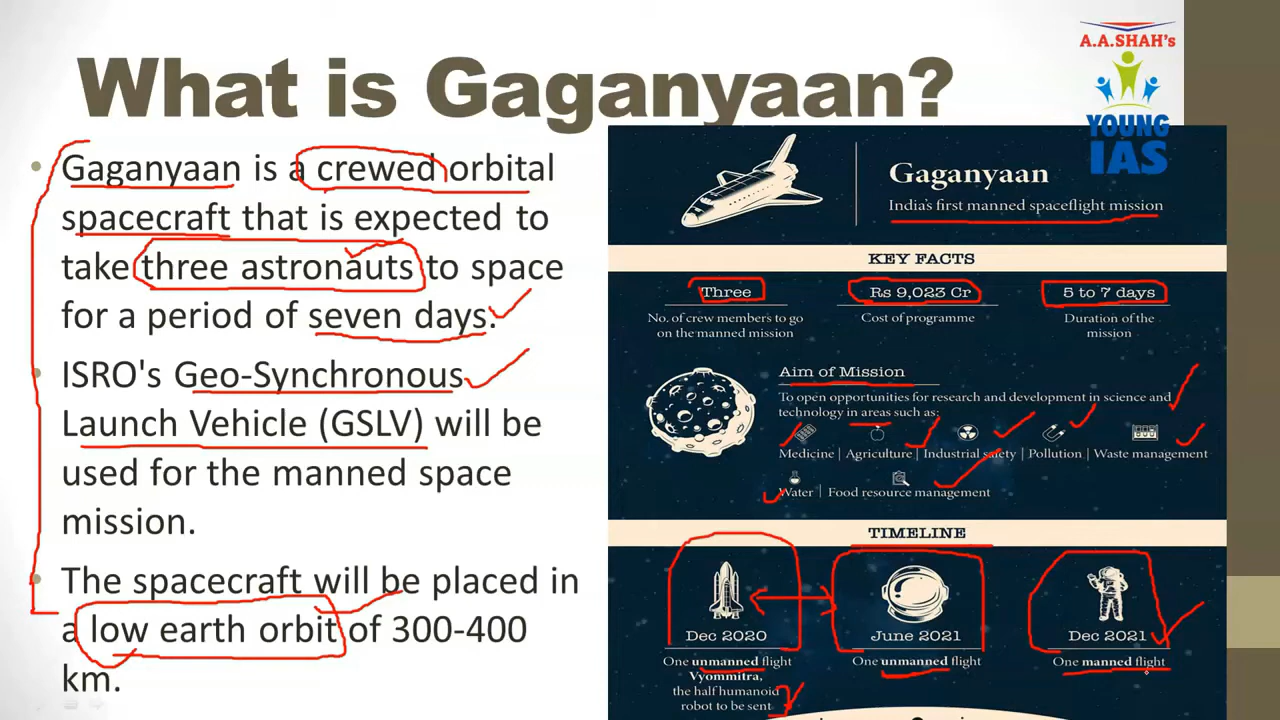 What is Gaganyaan?
A.A.SHAH's
YOUNG
IAS
• Gaganyaan is a crewed orbital
spacecraft that is expected to
take three astronauts to space
for a period of seven days.
• ISRO's Geo-Synchronous
Launch Vehicle (GSLV) will be
used for the manned space
mission.
• The spacecraft will be placed in
a low earth orbit of 300-400
km.
Gaganyaan
India's first manned spaceflight mission
KEY FACTS
Three
No. of crew members to go
on the manned mission
Rs 9,023 Cr
Cost of programme
5 to 7 days
Duration of the
mission
Aim of Mission
To open opportunities for research and development in science and
technology in areas such as:
Medicine | Agriculture | Industrial safety | Pollution | Waste management
Water | Food resource management
TIMELINE
Dec 2020
One unmanned flight
Vyommitra,
the half humanoid
robot to be sent
June 2021
One unmanned flight
Dec 2021
One manned flight